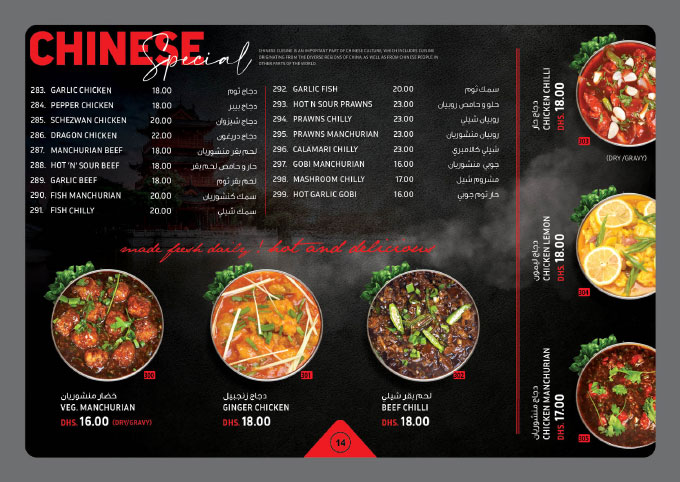 CHINESE
Special
CHINESE CUISINE IS AN IMPORTANT PART OF CHINESE CULTURE, WHICH INCLUDES CUISINE
ORIGINATING FROM THE DIVERSE REGIONS OF CHINA, AS WELL AS FROM CHINESE PEOPLE IN
OTHER PARTS OF THE WORLD.
283. GARLIC CHICKEN 18.00 دجاج ثوم
284. PEPPER CHICKEN 18.00 دجاج بيبر
285. SCHEZWAN CHICKEN 20.00 دجاج شيزوان
286. DRAGON CHICKEN 22.00 دجاج دريغون
287. MANCHURIAN BEEF 18.00 لحم بقر منشوريان
288. HOT 'N' SOUR BEEF 18.00 حار و حامض لحم بقر
289. GARLIC BEEF 18.00 لحم بقر ثوم
290. FISH MANCHURIAN 20.00 سمك كنشوريان
291. FISH CHILLY 20.00 سمك شيلي
292. GARLIC FISH 20.00 سمك ثوم
293. HOT N SOUR PRAWNS 23.00 حلو و حامض روبيان
294. PRAWNS CHILLY 23.00 روبيان شيلي
295. PRAWNS MANCHURIAN 23.00 روبيان منشوريان
296. CALAMARI CHILLY 23.00 شيلي كلاميري
297. GOBI MANCHURIAN 16.00 جوبي منشوريان
298. MASHROOM CHILLY 17.00 مشروم شيلي
299. HOT GARLIC GOBI 16.00 حار ثوم جوبي
made fresh daily! hot and delicious
300
خضار منشوريان
VEG. MANCHURIAN
DHS. 16.00 (DRY/GRAVY)
301
دجاج زنجبيل
GINGER CHICKEN
DHS. 18.00
302
لحم بقر شيلي
BEEF CHILLI
DHS. 18.00
دجاج حار
CHICKEN CHILLI
DHS. 18.00
303
(DRY/GRAVY)
دجاج ليمون
CHICKEN LEMON
DHS. 18.00
304
دجاج منشوريان
CHICKEN MANCHURIAN
DHS. 17.00
305
14